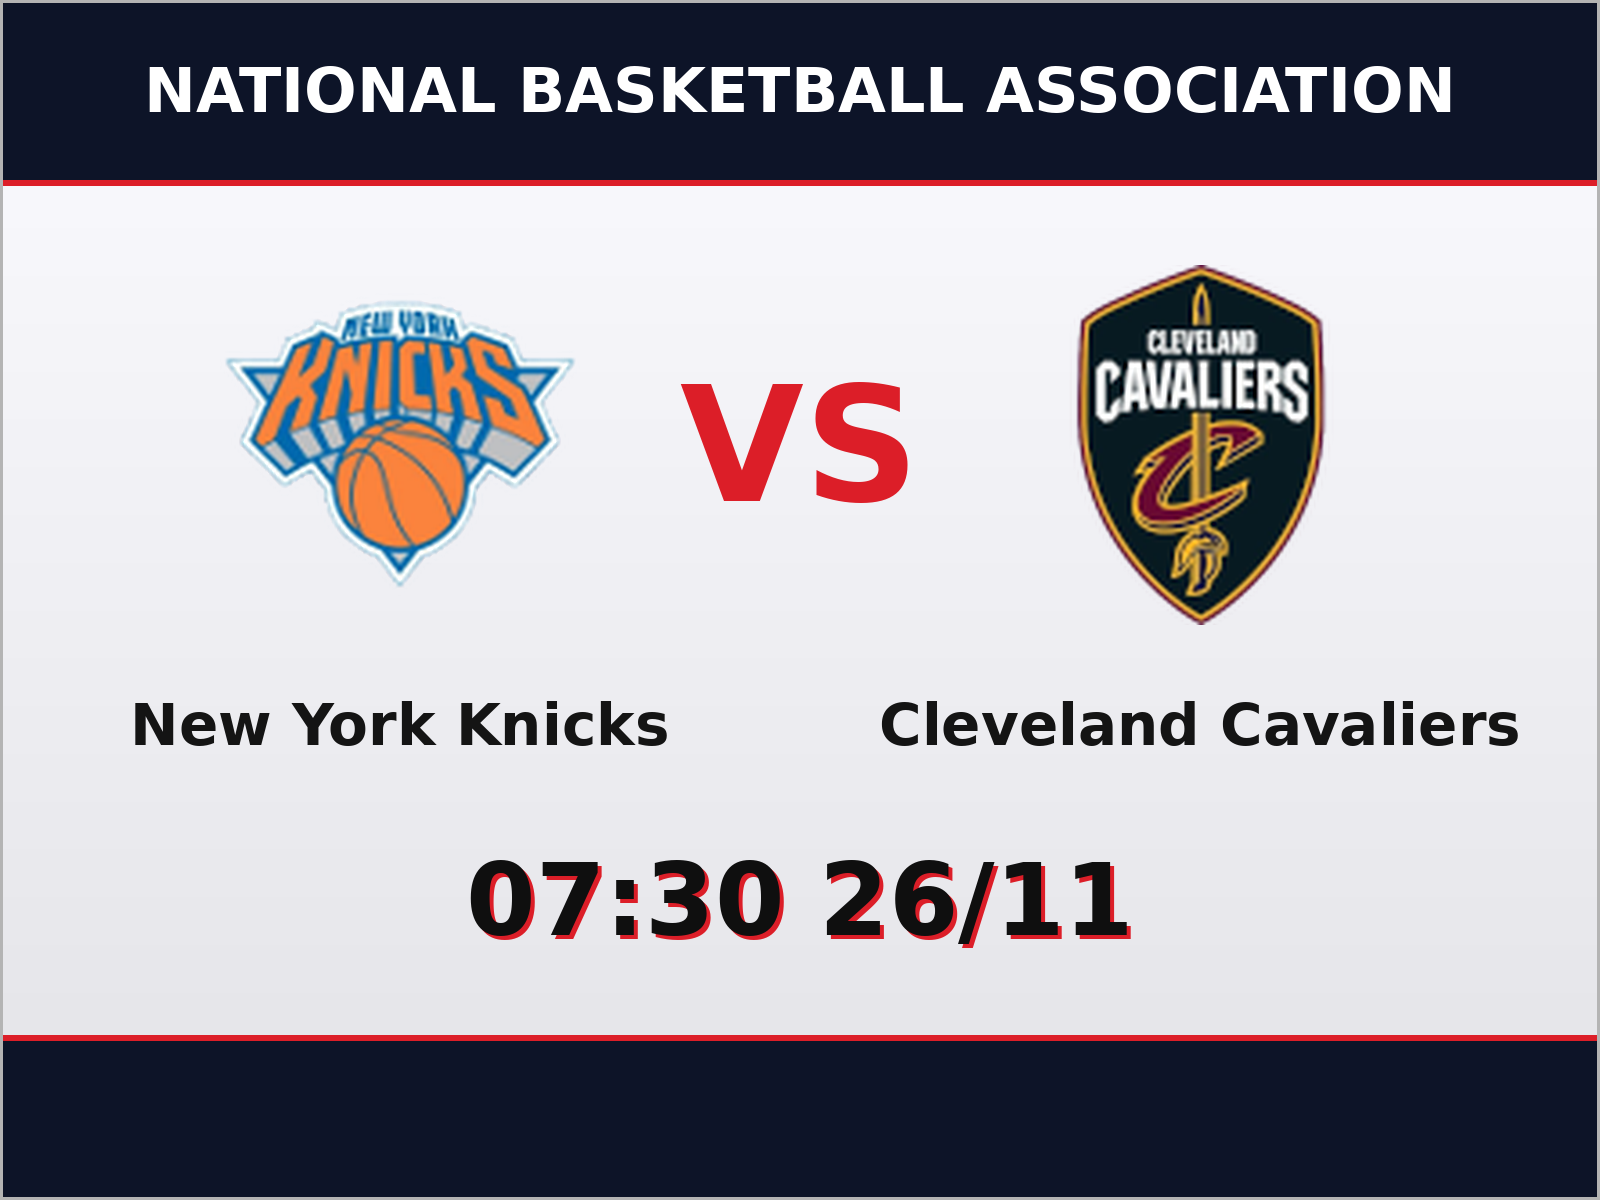 NATIONAL BASKETBALL ASSOCIATION
NEW YORK
KNICKS
VS
CLEVELAND
CAVALIERS
C
New York Knicks
Cleveland Cavaliers
07:30 26/11